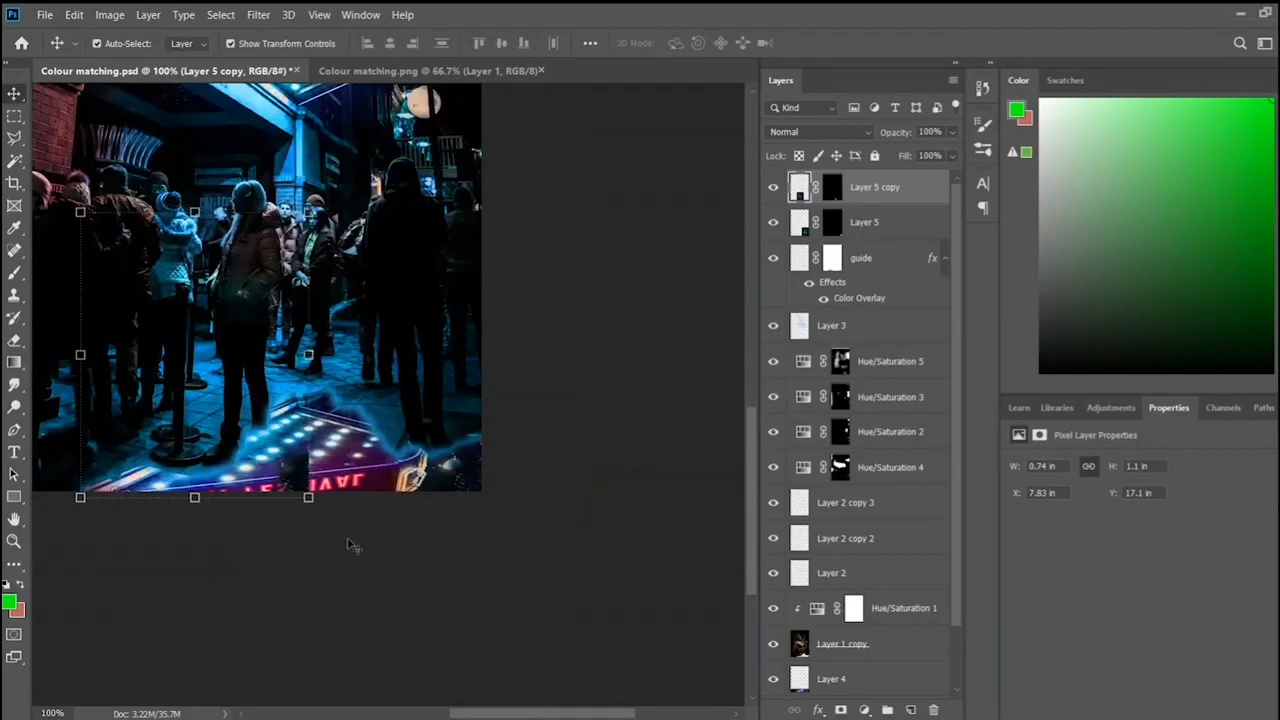 Ps File Edit Image Layer Type Select Filter 3D View Window Help
Auto-Select: Layer Show Transform Controls 3D Mode:
Colour matching.psd @ 100% (Layer 5 copy, RGB/8#) * Colour matching.png @ 66.7% (Layer 1, RGB/8)
Layers
Kind
Normal Opacity: 100%
Lock: Fill: 100%
Layer 5 copy
Layer 5
guide fx
Effects
Color Overlay
Layer 3
Hue/Saturation 5
Hue/Saturation 3
Hue/Saturation 2
Hue/Saturation 4
Layer 2 copy 3
Layer 2 copy 2
Layer 2
Hue/Saturation 1
Layer 1 copy
Layer 4
fx
Color Swatches
Learn Libraries Adjustments Properties Channels Paths
Pixel Layer Properties
W: 0.74 in H: 1.1 in
X: 7.83 in Y: 17.1 in
100% Doc: 3.22M/35.7M